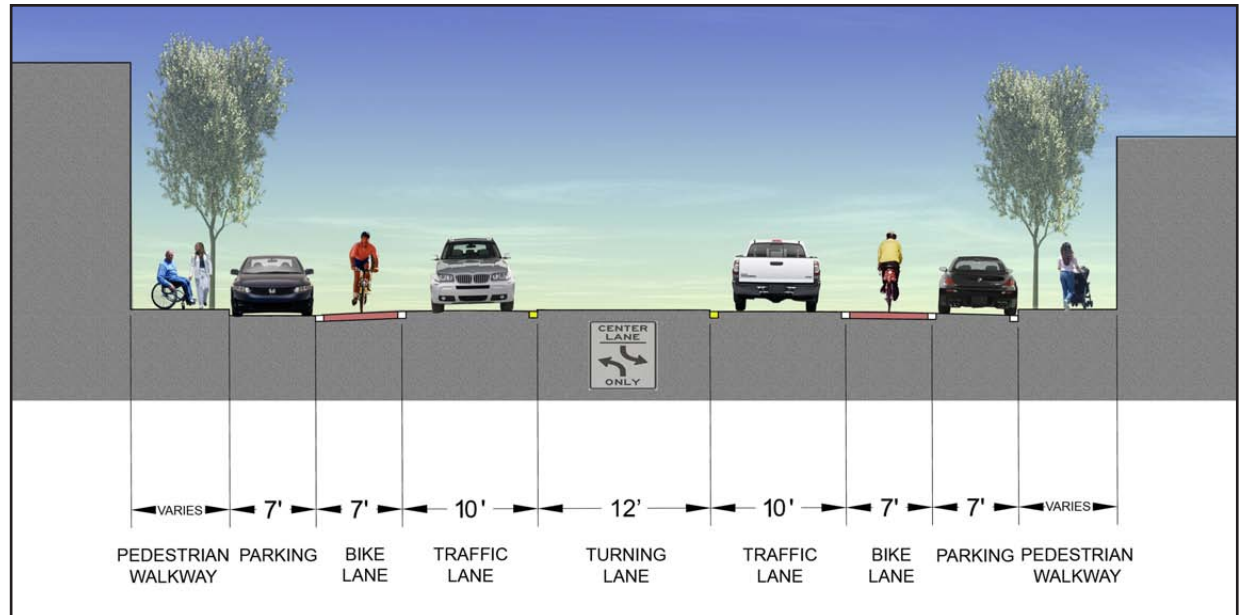 CENTER
LANE
ONLY
VARIES 7' 7' 10' 12’ 10' 7' 7' VARIES
PEDESTRIAN WALKWAY
PARKING
BIKE LANE
TRAFFIC LANE
TURNING LANE
TRAFFIC LANE
BIKE LANE
PARKING
PEDESTRIAN WALKWAY